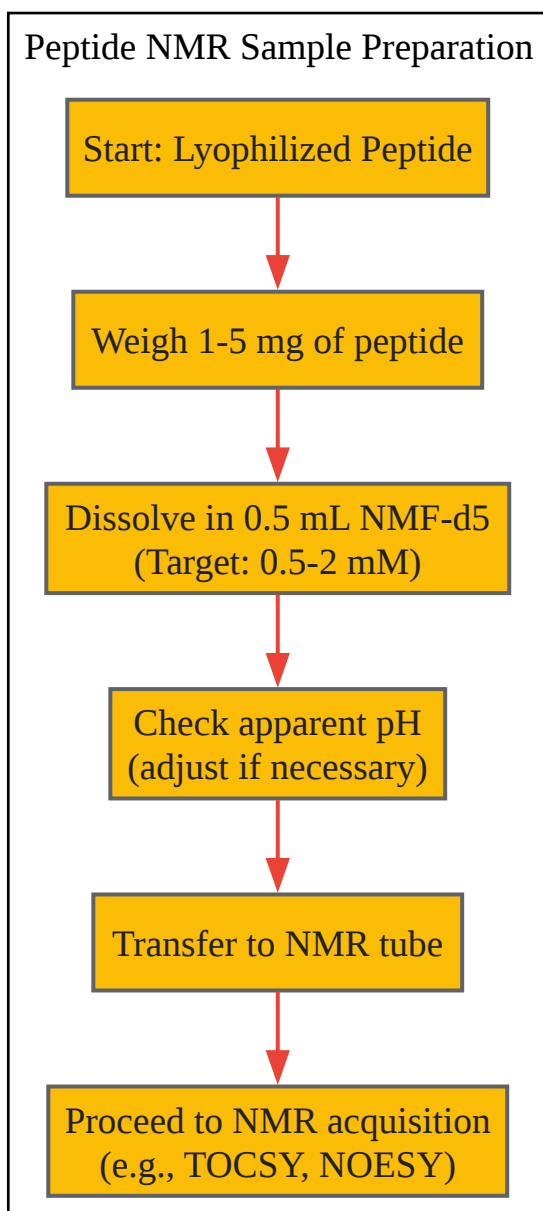 Peptide NMR Sample Preparation
Start: Lyophilized Peptide
Weigh 1-5 mg of peptide
Dissolve in 0.5 mL NMF-d5
(Target: 0.5-2 mM)
Check apparent pH
(adjust if necessary)
Transfer to NMR tube
Proceed to NMR acquisition
(e.g., TOCSY, NOESY)